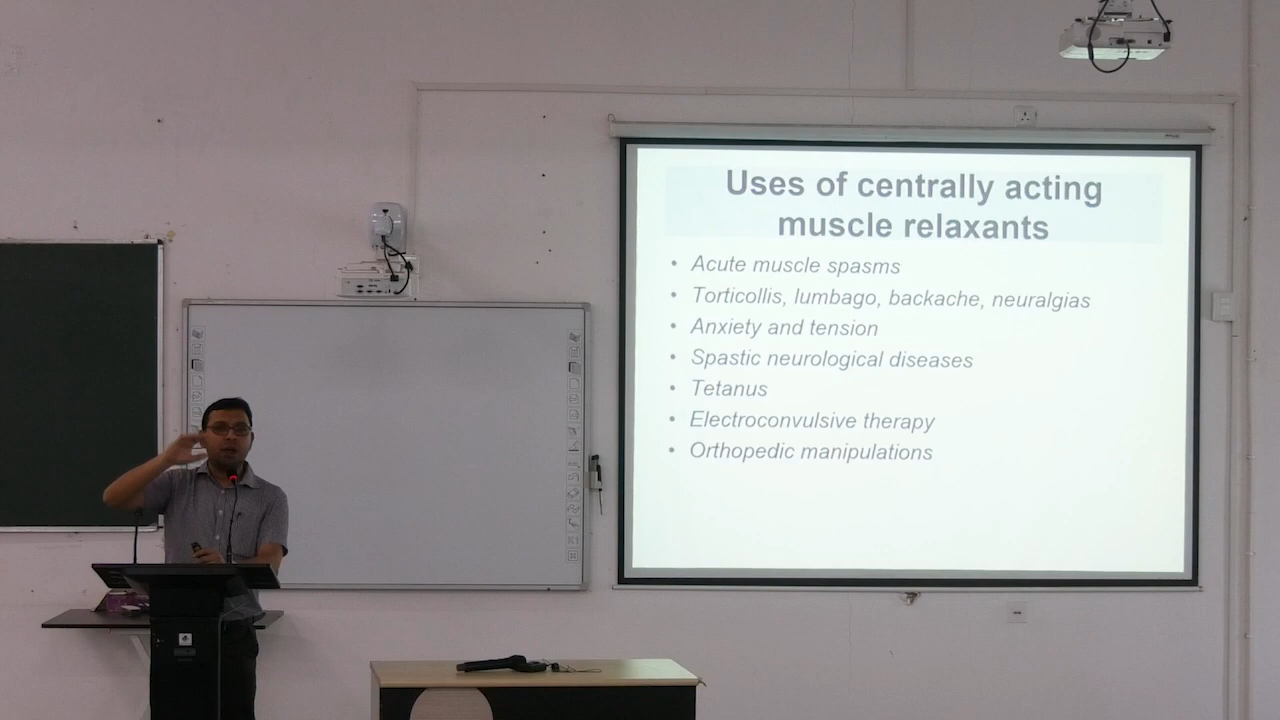 Uses of centrally acting
muscle relaxants
• Acute muscle spasms
• Torticollis, lumbago, backache, neuralgias
• Anxiety and tension
• Spastic neurological diseases
• Tetanus
• Electroconvulsive therapy
• Orthopedic manipulations